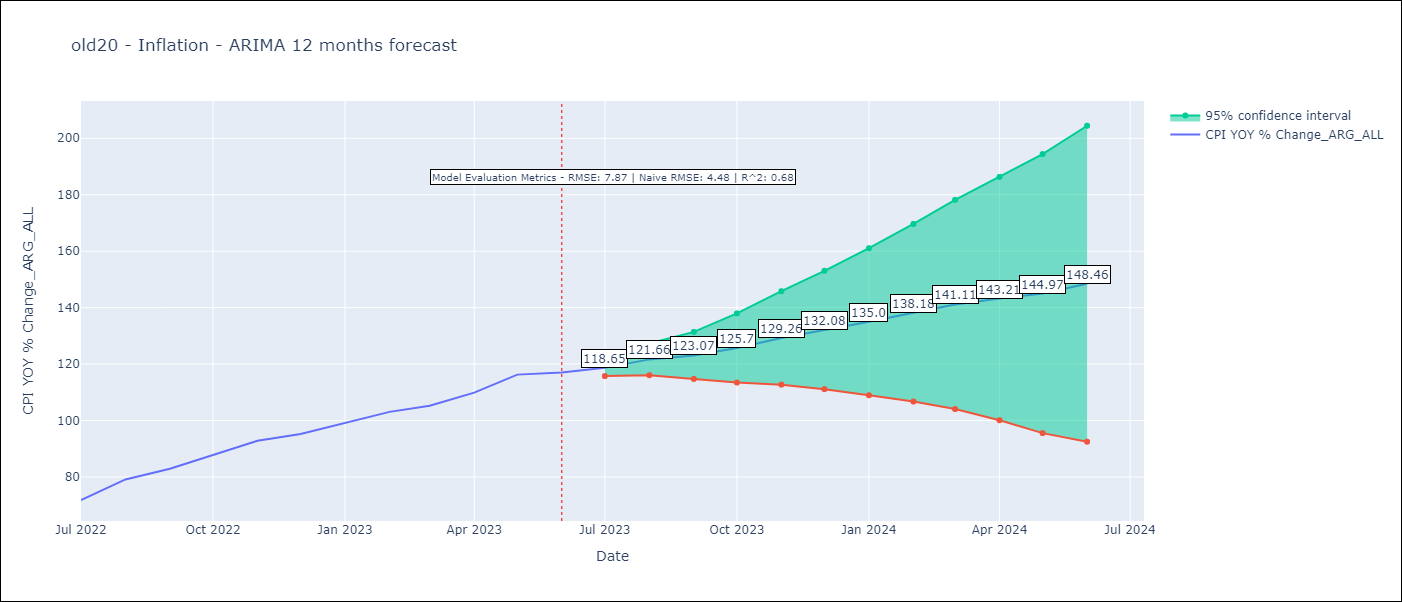 old20 - Inflation - ARIMA 12 months forecast
95% confidence interval
CPI YOY % Change_ARG_ALL
Model Evaluation Metrics - RMSE: 7.87 | Naive RMSE: 4.48 | R^2: 0.68
CPI YOY % Change_ARG_ALL
200
180
160
140
120
100
80
118.65
121.66
123.07
125.7
129.26
132.08
135.0
138.18
141.11
143.21
144.97
148.46
Jul 2022
Oct 2022
Jan 2023
Apr 2023
Jul 2023
Oct 2023
Jan 2024
Apr 2024
Jul 2024
Date